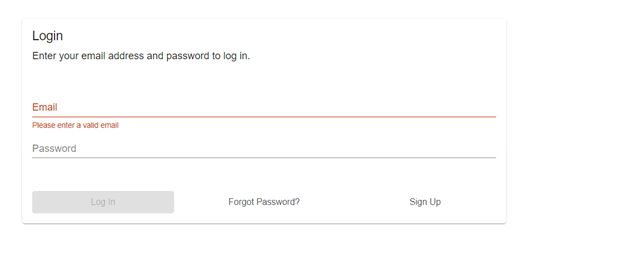 Login
Enter your email address and password to log in.
Email
Please enter a valid email
Password
Log In
Forgot Password?
Sign Up